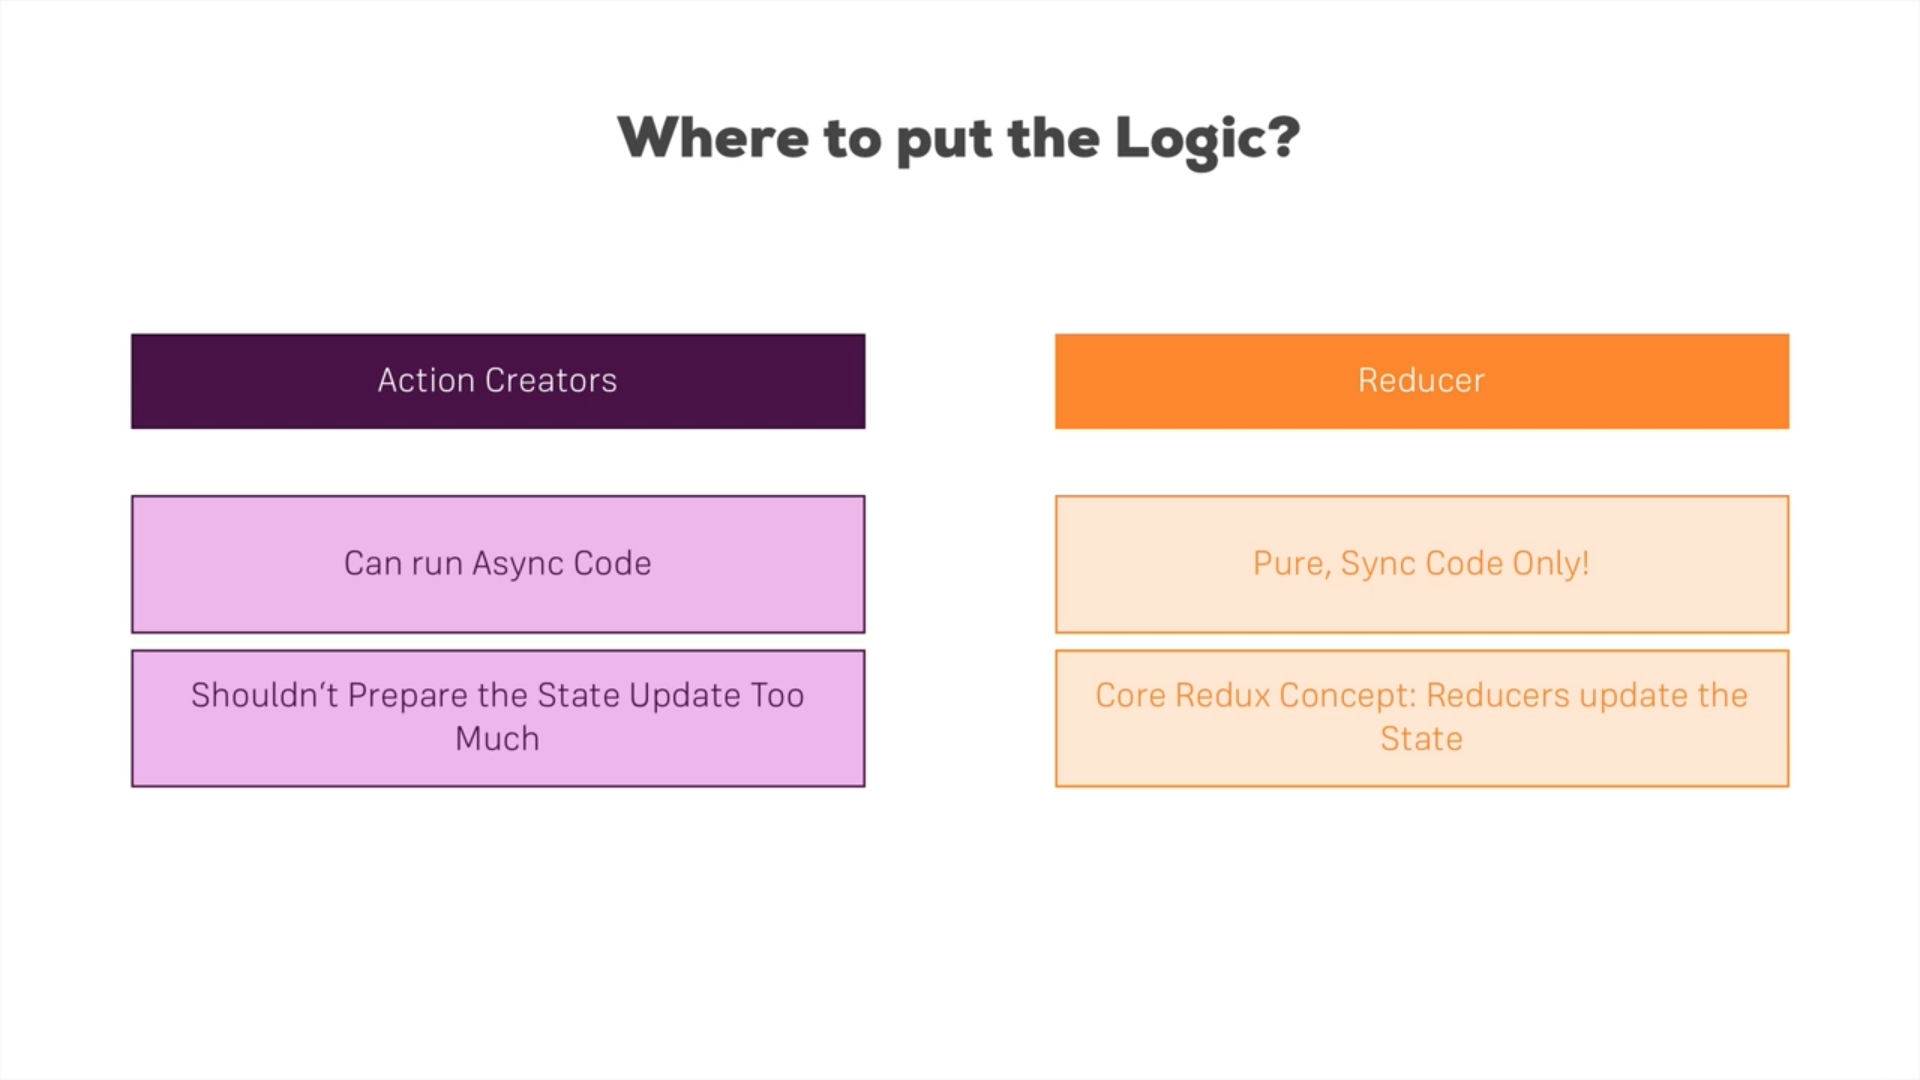 Where to put the Logic?
Action Creators
Can run Async Code
Shouldn‘t Prepare the State Update Too
Much
Reducer
Pure, Sync Code Only!
Core Redux Concept: Reducers update the
State